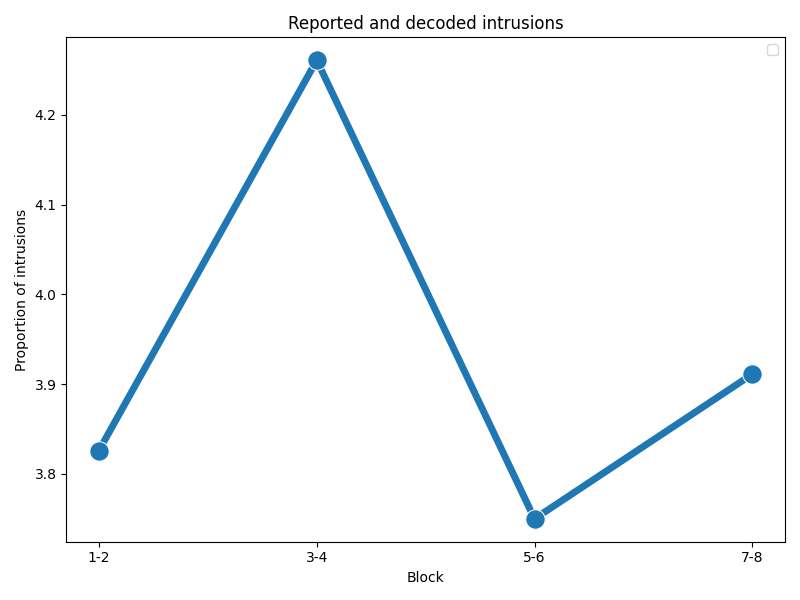 Reported and decoded intrusions
Proportion of intrusions
4.2
4.1
4.0
3.9
3.8
1-2 3-4 5-6 7-8
Block